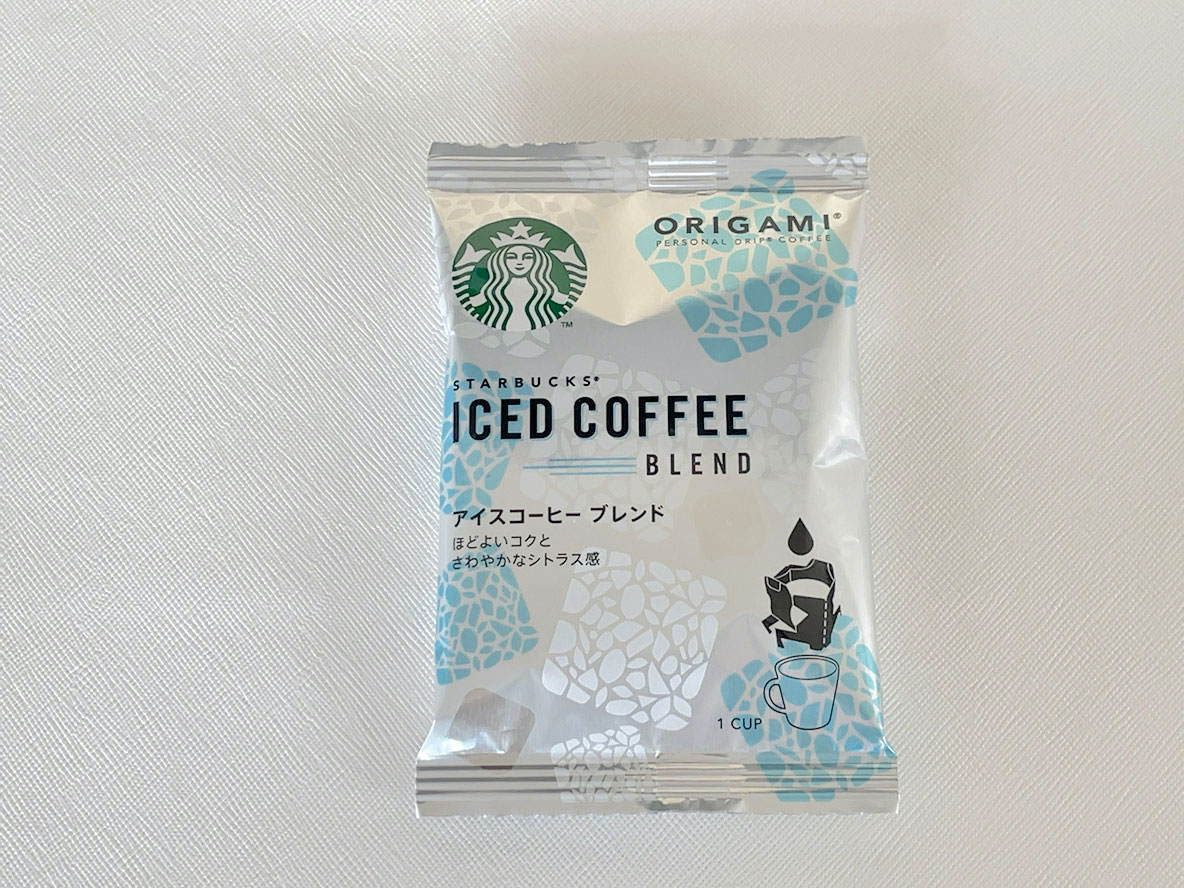 ORIGAMI®
PERSONAL DRIP® COFFEE
TM
STARBUCKS®
ICED COFFEE
BLEND
アイスコーヒー ブレンド
ほどよいコクと
さわやかなシトラス感
1 CUP